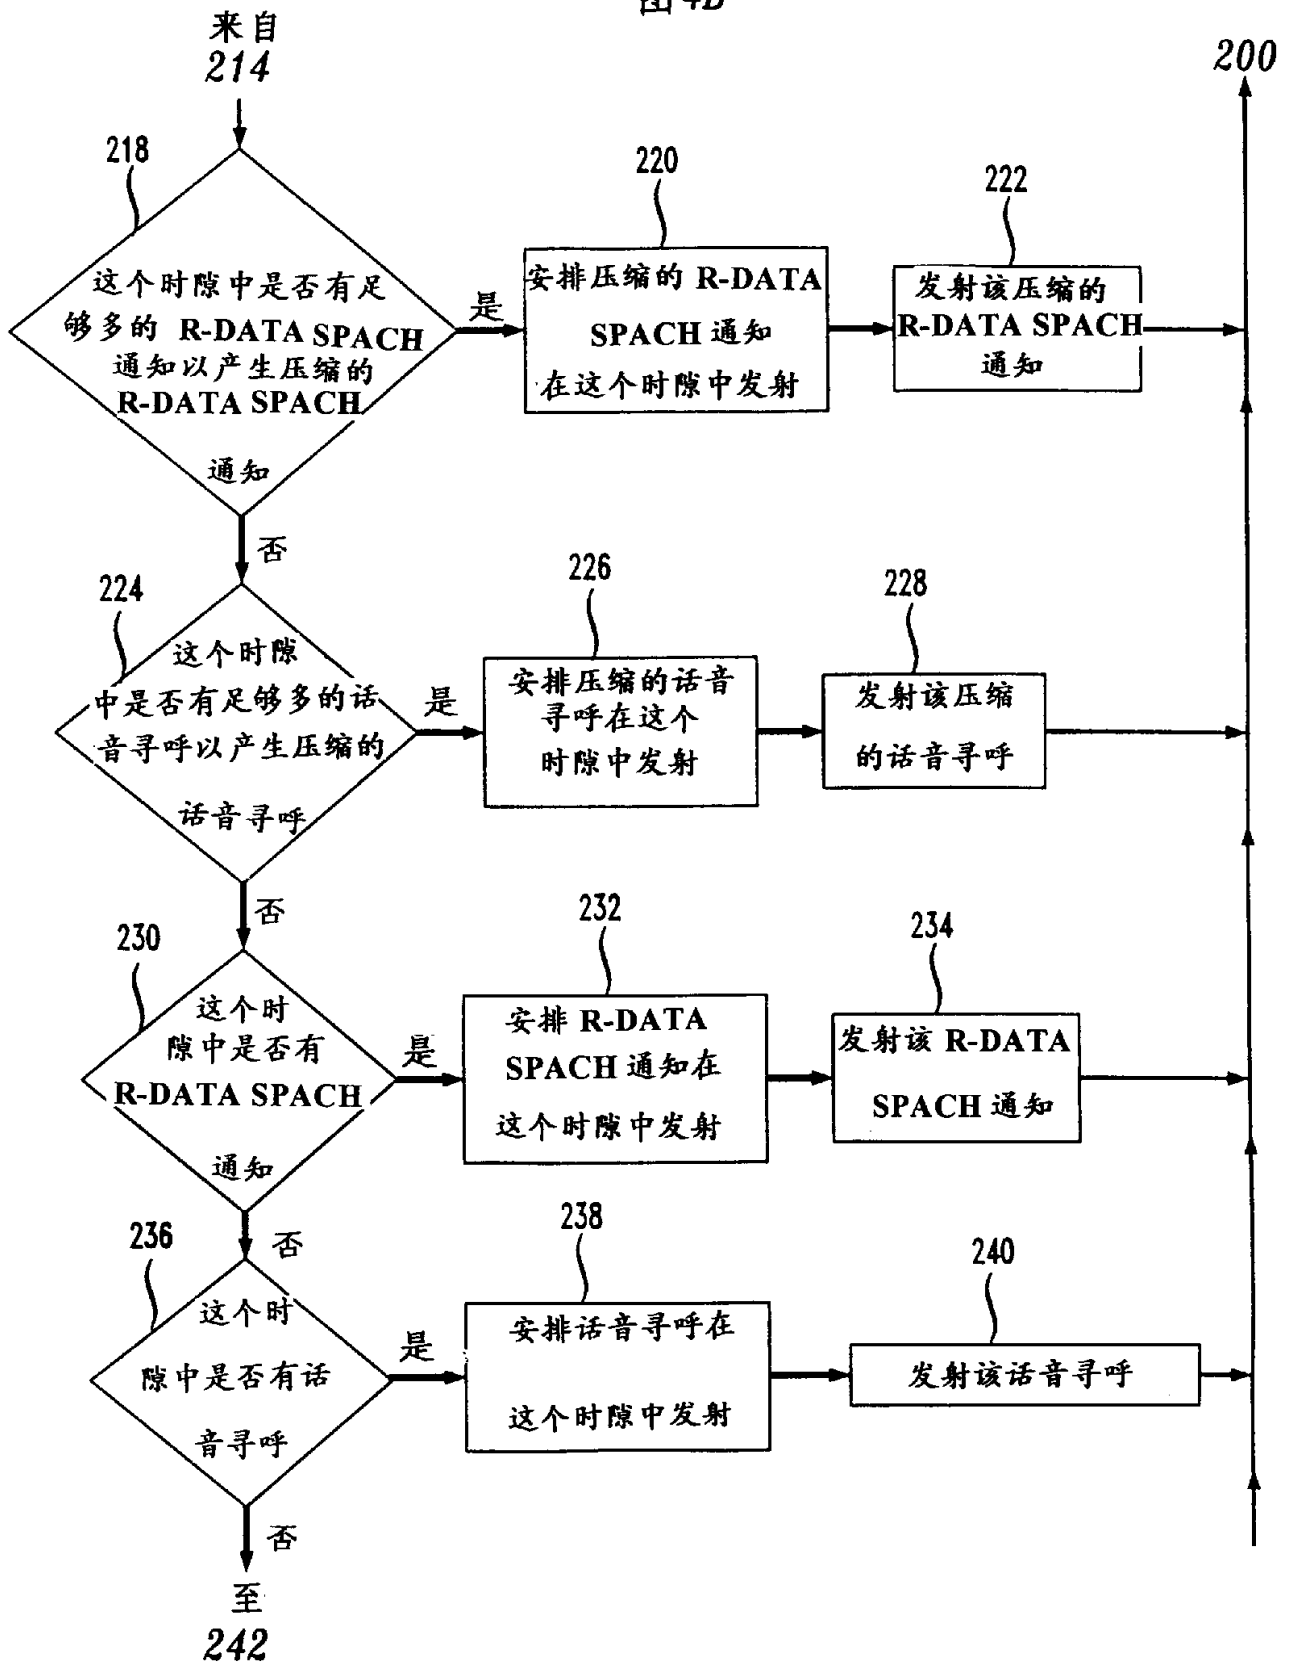 图4B
来自
214
200
218
220
222
这个时隙中是否有足
够多的 R-DATA SPACH
通知以产生压缩的
R-DATA SPACH
通知
是
安排压缩的 R-DATA
SPACH 通知
在这个时隙中发射
发射该压缩的
R-DATA SPACH
通知
否
224
226
228
这个时隙
中是否有足够多的话
音寻呼以产生压缩的
话音寻呼
是
安排压缩的话音
寻呼在这个
时隙中发射
发射该压缩
的话音寻呼
否
230
232
234
这个时
隙中是否有
R-DATA SPACH
通知
是
安排 R-DATA
SPACH 通知在
这个时隙中发射
发射该 R-DATA
SPACH 通知
否
236
238
240
这个时
隙中是否有话
音寻呼
是
安排话音寻呼在
这个时隙中发射
发射该话音寻呼
否
至
242